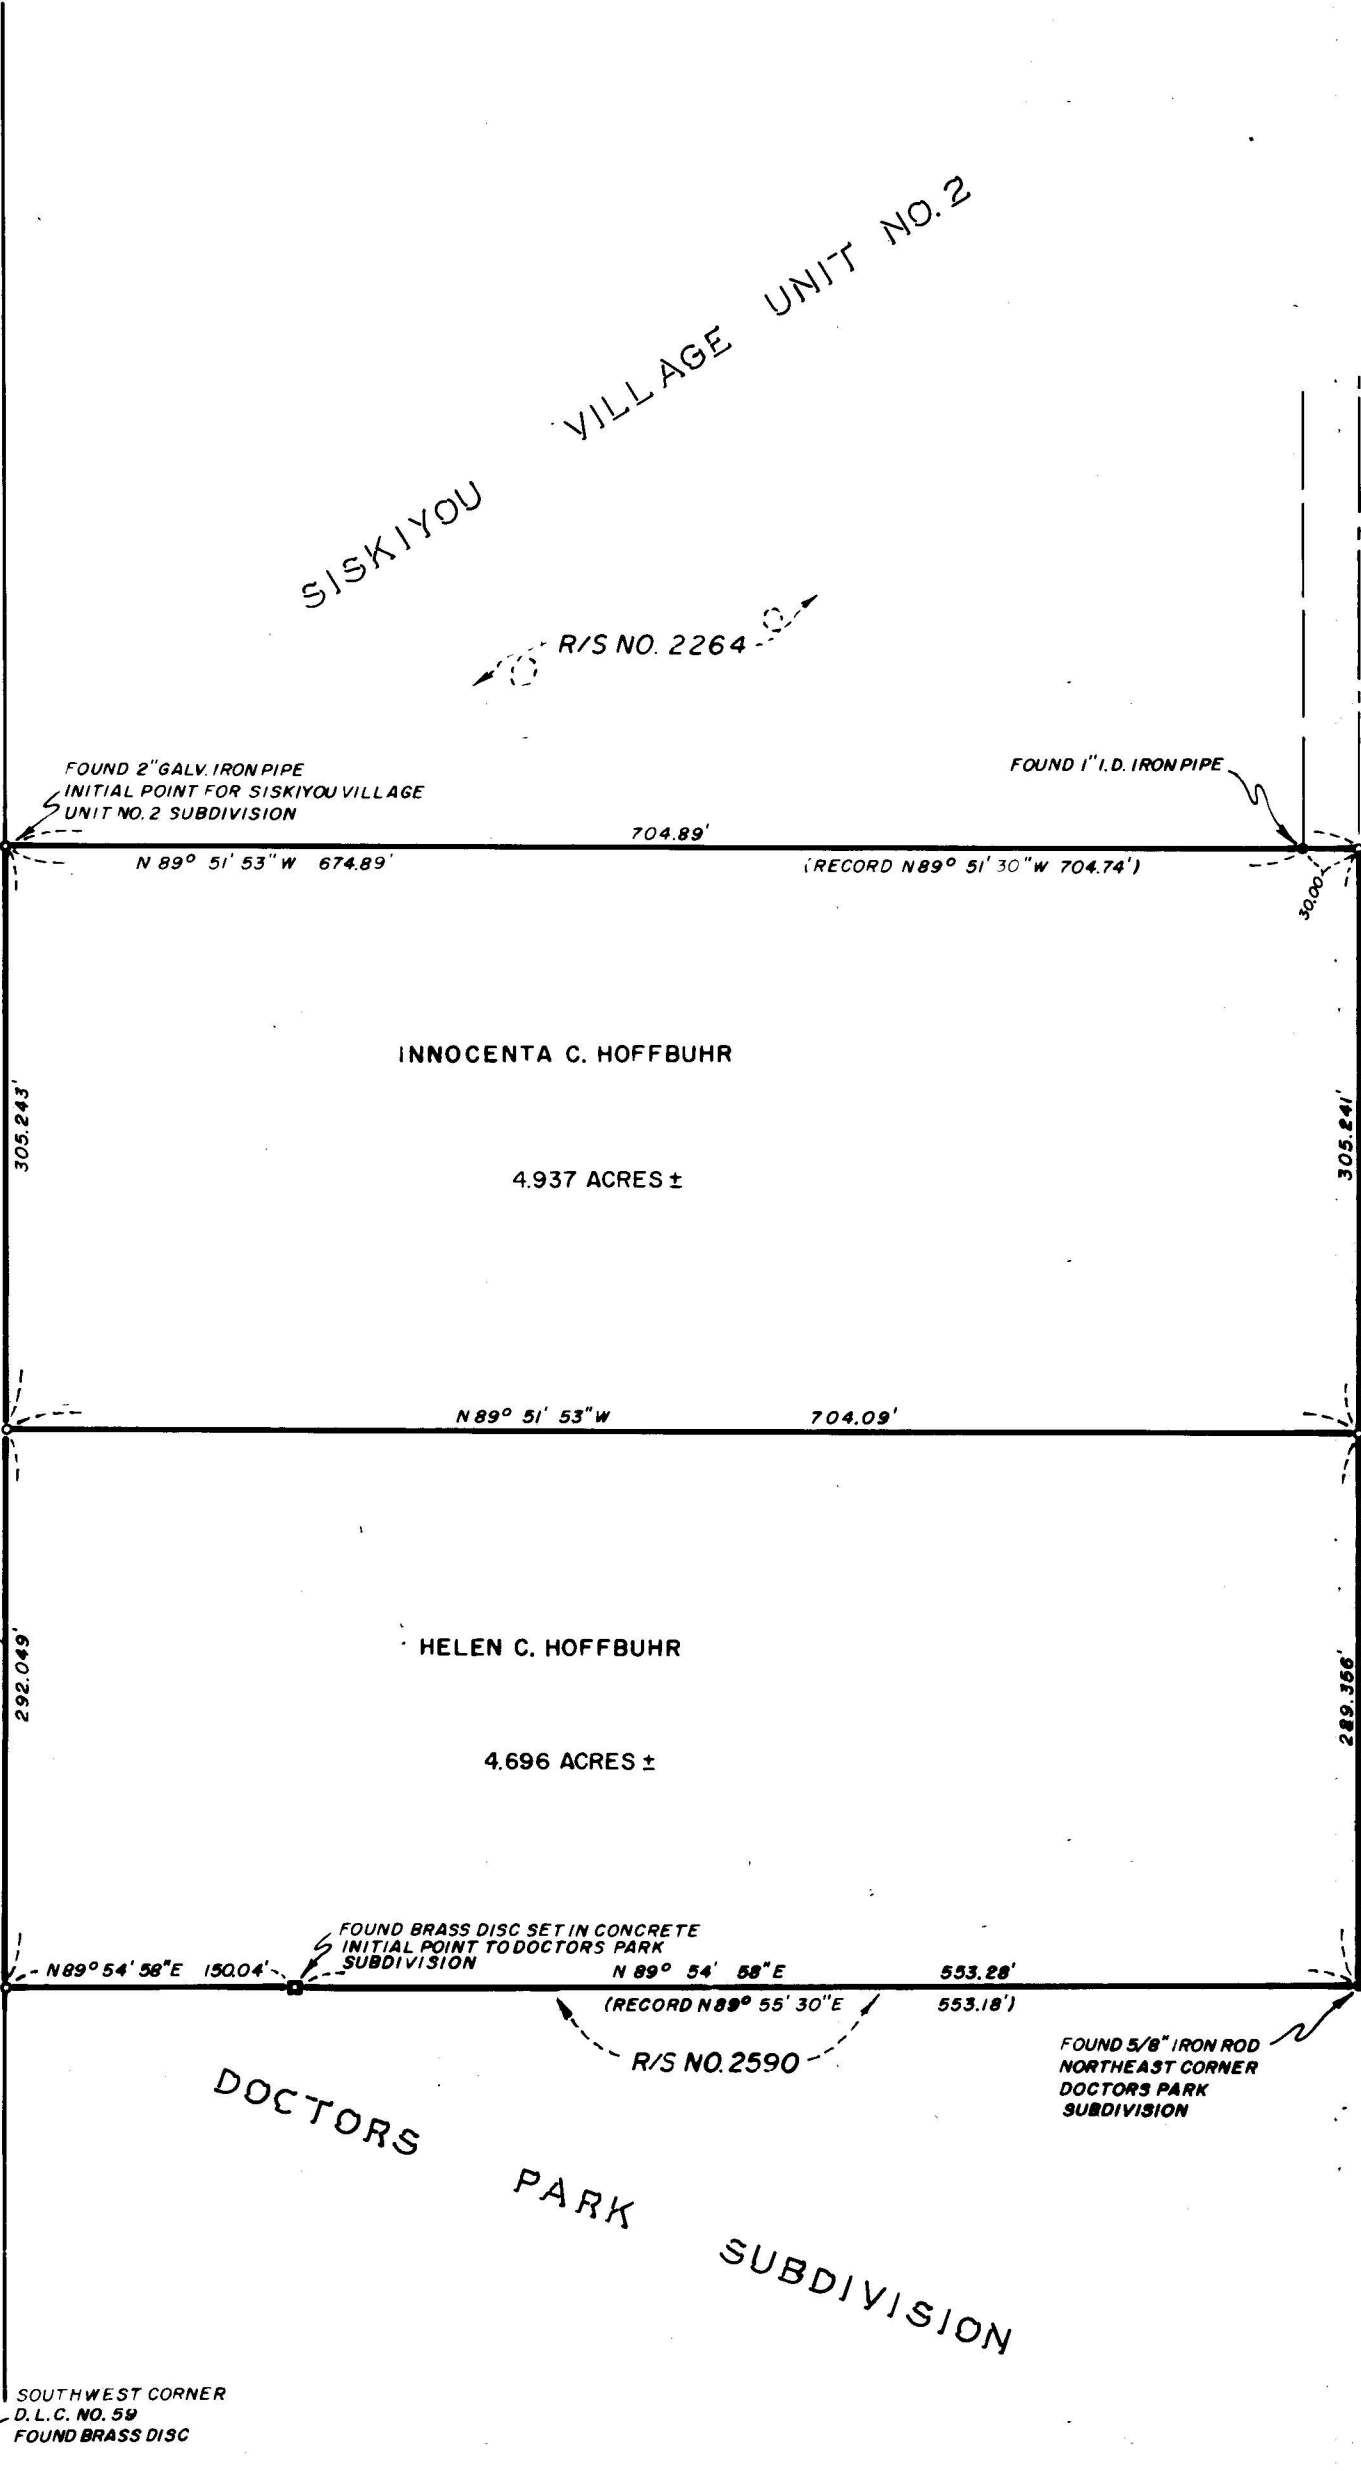 SISKIYOU VILLAGE UNIT NO. 2
R/S NO. 2264
FOUND 2" GALV. IRON PIPE
INITIAL POINT FOR SISKIYOU VILLAGE
UNIT NO. 2 SUBDIVISION
FOUND 1" I.D. IRON PIPE
704.89'
N 89° 51' 53" W 674.89'
(RECORD N89° 51' 30" W 704.74')
30.00'
INNOCENTA C. HOFFBUHR
305.243'
305.241'
4.937 ACRES ±
N 89° 51' 53" W 704.09'
HELEN C. HOFFBUHR
292.049'
289.356'
4.696 ACRES ±
FOUND BRASS DISC SET IN CONCRETE
INITIAL POINT TO DOCTORS PARK
SUBDIVISION
N 89° 54' 58" E 150.04'
N 89° 54' 58" E 553.28'
(RECORD N 89° 55' 30" E 553.18')
R/S NO. 2590
FOUND 5/8" IRON ROD
NORTHEAST CORNER
DOCTORS PARK
SUBDIVISION
DOCTORS PARK SUBDIVISION
SOUTHWEST CORNER
D.L.C. NO. 59
FOUND BRASS DISC